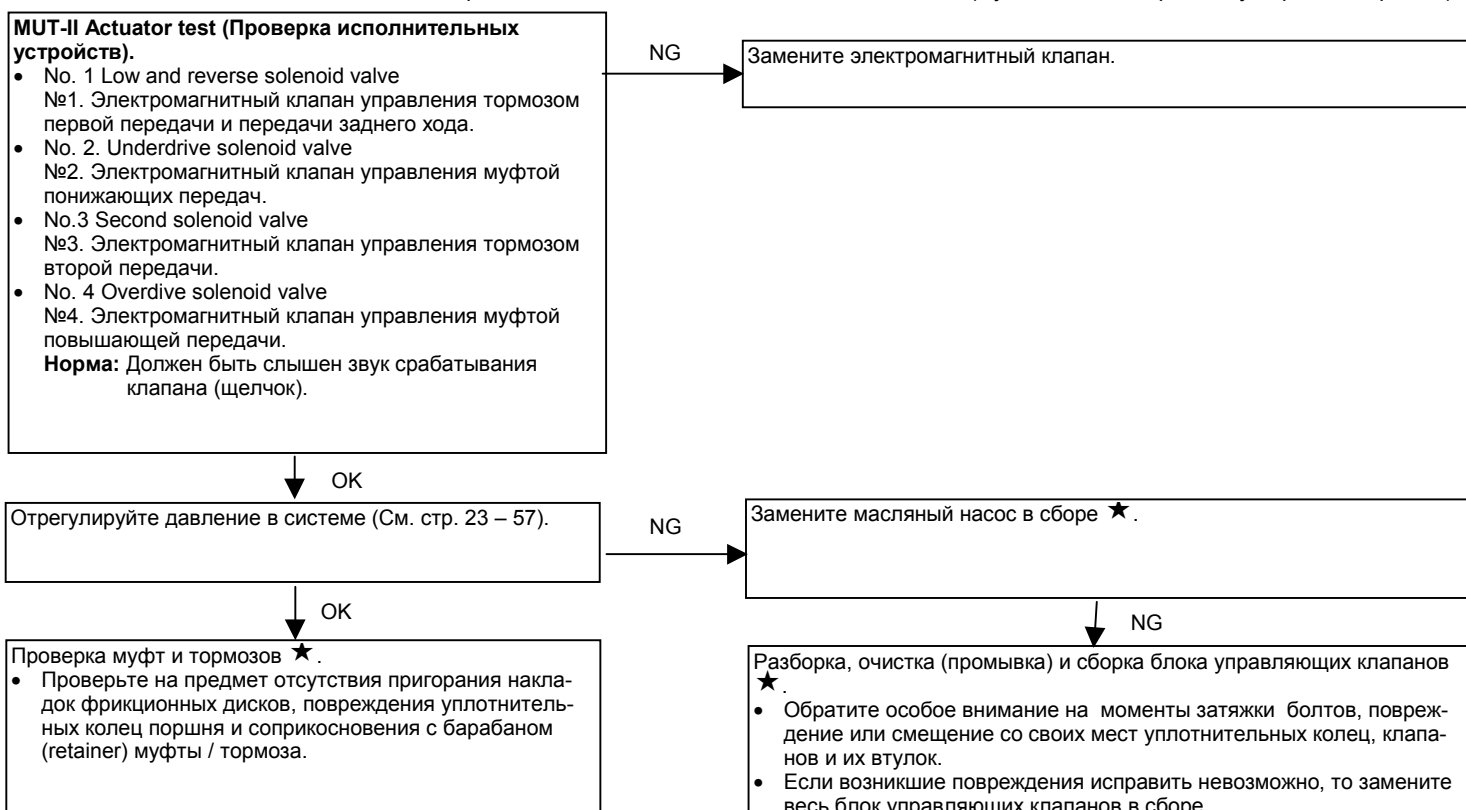 MUT-II Actuator test (Проверка исполнительных
устройств).
• No. 1 Low and reverse solenoid valve
№1. Электромагнитный клапан управления тормозом
первой передачи и передачи заднего хода.
• No. 2. Underdrive solenoid valve
№2. Электромагнитный клапан управления муфтой
понижающих передач.
• No.3 Second solenoid valve
№3. Электромагнитный клапан управления тормозом
второй передачи.
• No. 4 Overdive solenoid valve
№4. Электромагнитный клапан управления муфтой
повышающей передачи.
Норма: Должен быть слышен звук срабатывания
клапана (щелчок).
NG
Замените электромагнитный клапан.
OK
Отрегулируйте давление в системе (См. стр. 23 – 57).
NG
Замените масляный насос в сборе ★.
OK
NG
Проверка муфт и тормозов ★.
• Проверьте на предмет отсутствия пригорания накла-
док фрикционных дисков, повреждения уплотнитель-
ных колец поршня и соприкосновения с барабаном
(retainer) муфты / тормоза.
Разборка, очистка (промывка) и сборка блока управляющих клапанов
★.
• Обратите особое внимание на моменты затяжки болтов, повреж-
дение или смещение со своих мест уплотнительных колец, клапа-
нов и их втулок.
• Если возникшие повреждения исправить невозможно, то замените
весь блок управляющих клапанов в сборе